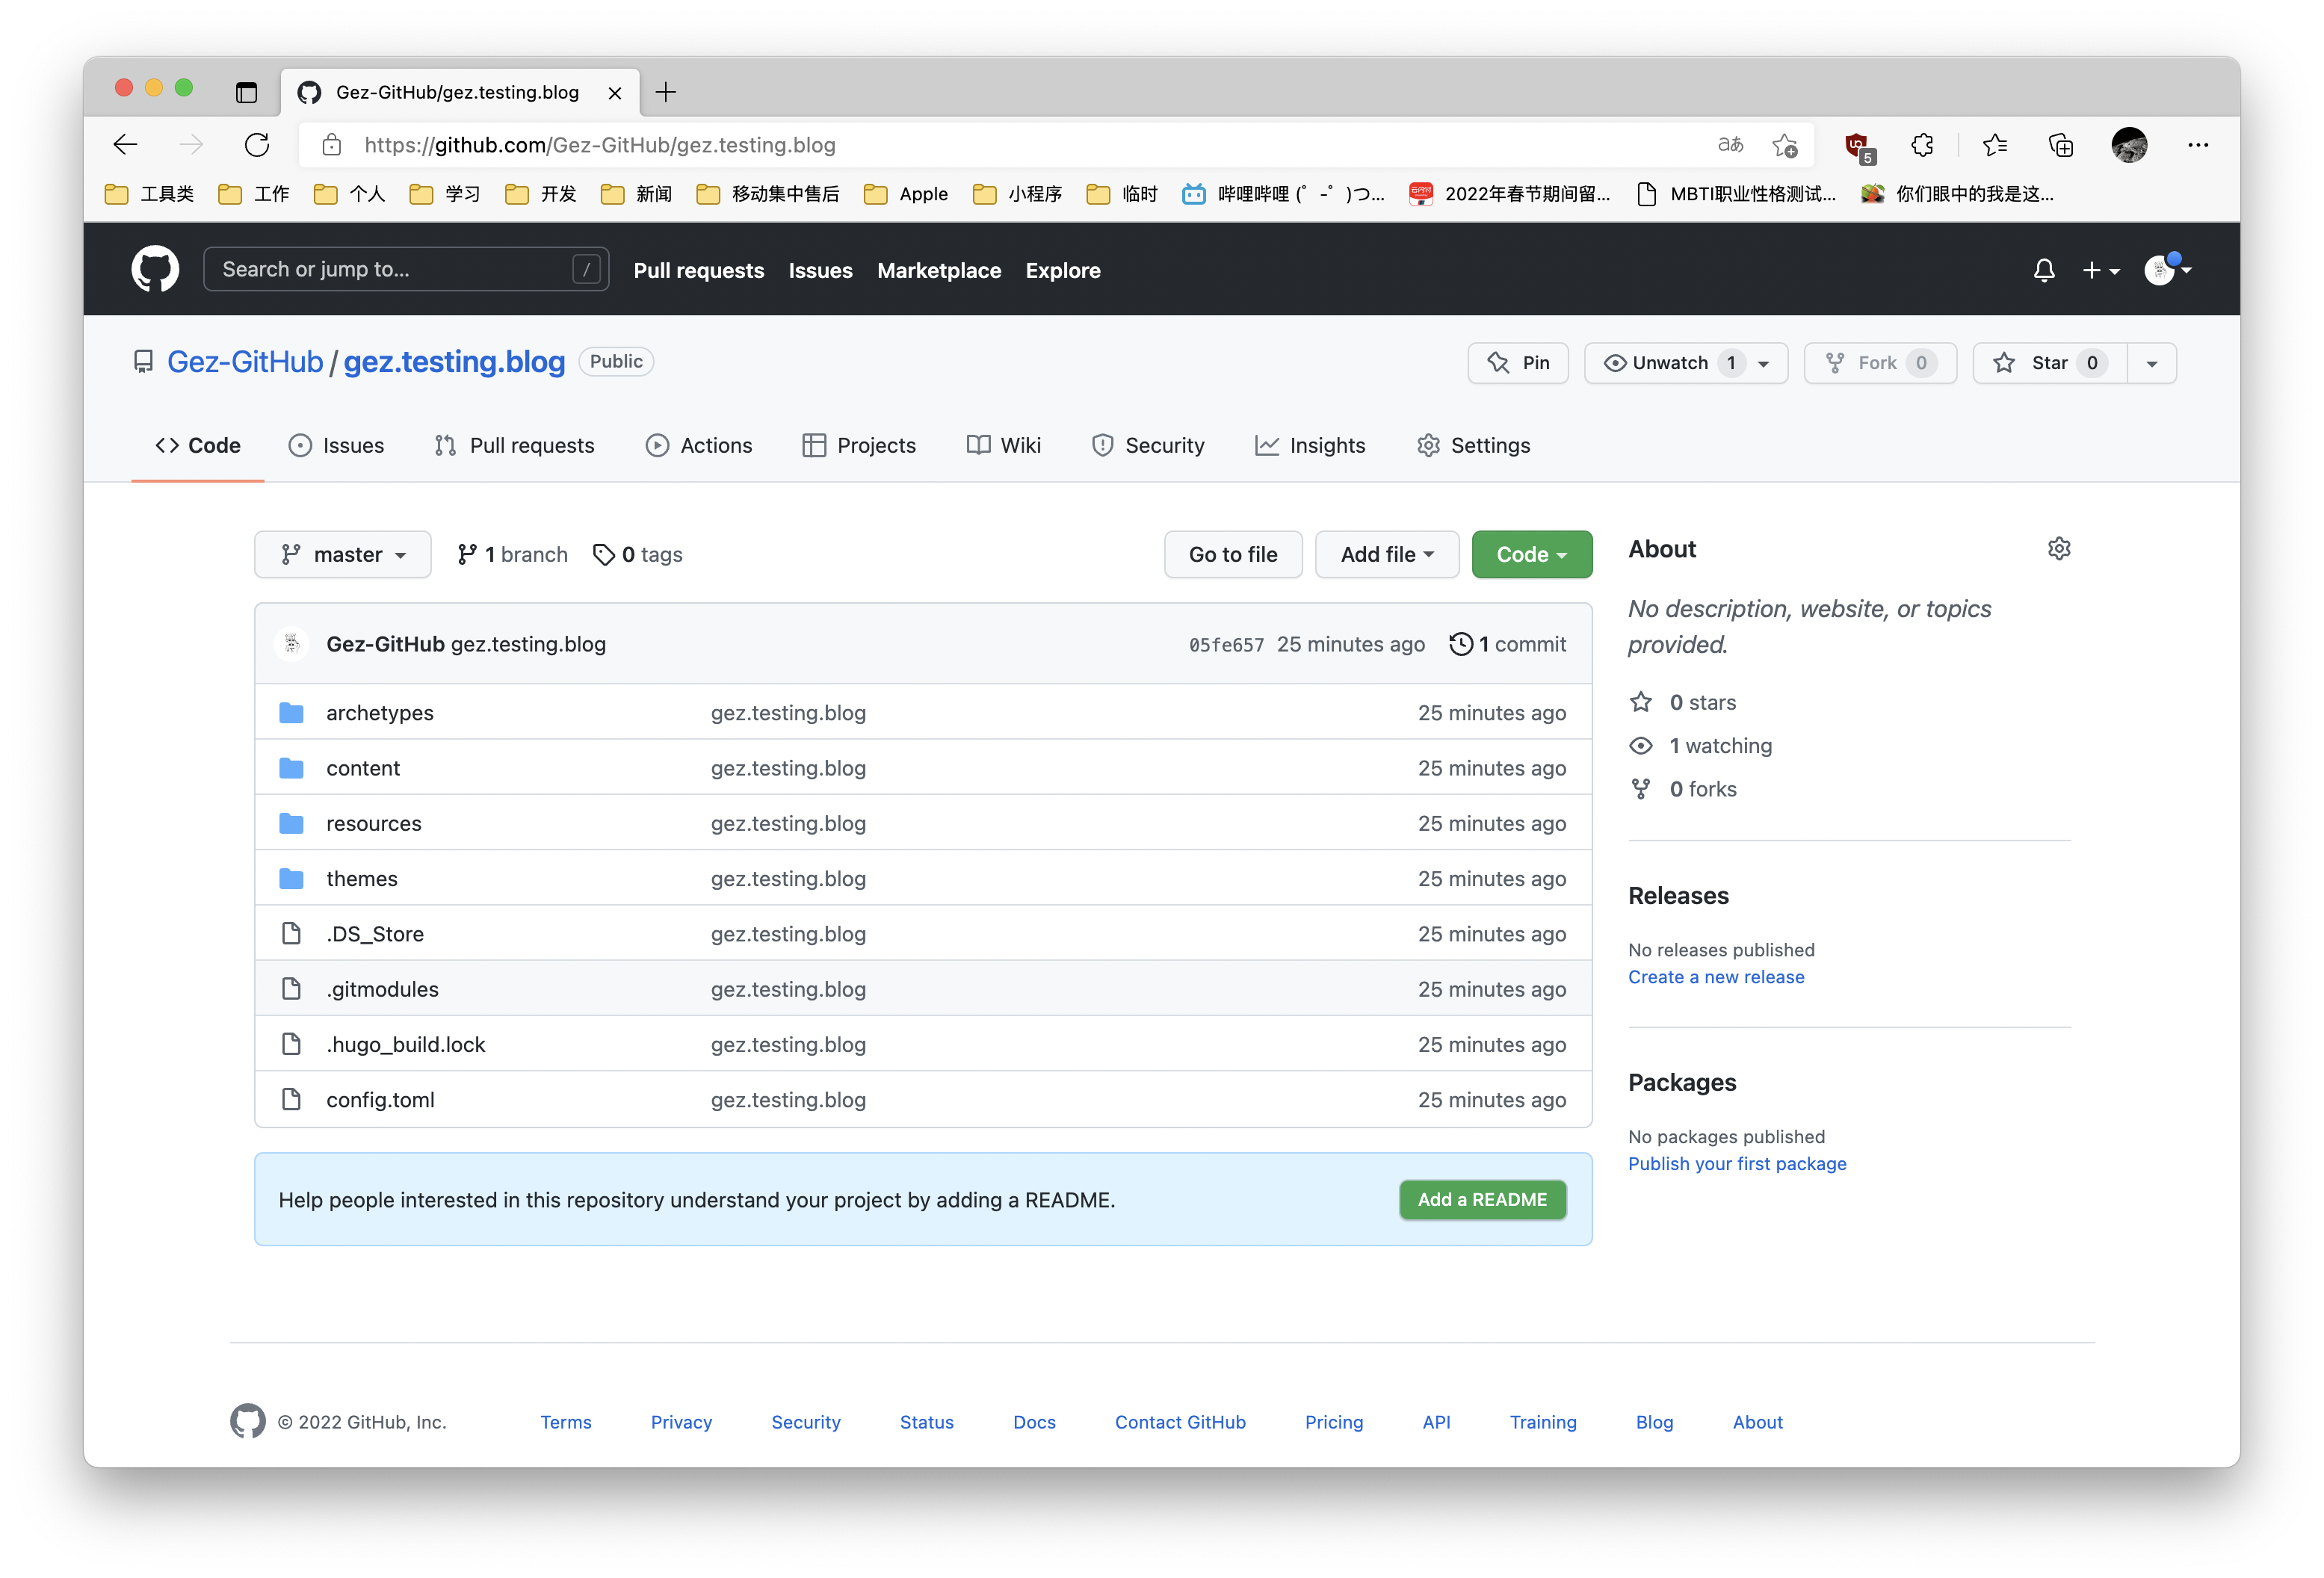 Gez-GitHub/gez.testing.blog
https://github.com/Gez-GitHub/gez.testing.blog
aあ
5
工具类 工作 个人 学习 开发 新闻 移动集中售后 Apple 小程序 临时 哔哩哔哩 (゜-゜)つ... 2022年春节期间留... MBTI职业性格测试... 你们眼中的我是这...
Search or jump to... / Pull requests Issues Marketplace Explore
Gez-GitHub / gez.testing.blog Public
Pin Unwatch 1 Fork 0 Star 0
Code Issues Pull requests Actions Projects Wiki Security Insights Settings
master 1 branch 0 tags Go to file Add file Code
Gez-GitHub gez.testing.blog 05fe657 25 minutes ago 1 commit
archetypes gez.testing.blog 25 minutes ago
content gez.testing.blog 25 minutes ago
resources gez.testing.blog 25 minutes ago
themes gez.testing.blog 25 minutes ago
.DS_Store gez.testing.blog 25 minutes ago
.gitmodules gez.testing.blog 25 minutes ago
.hugo_build.lock gez.testing.blog 25 minutes ago
config.toml gez.testing.blog 25 minutes ago
Help people interested in this repository understand your project by adding a README. Add a README
About
No description, website, or topics
provided.
0 stars
1 watching
0 forks
Releases
No releases published
Create a new release
Packages
No packages published
Publish your first package
© 2022 GitHub, Inc. Terms Privacy Security Status Docs Contact GitHub Pricing API Training Blog About